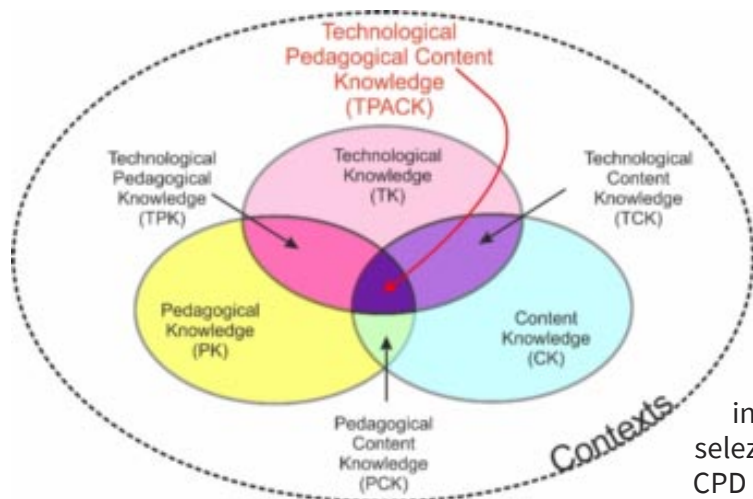 Technological
Pedagogical Content
Knowledge
(TPACK)
Technological
Pedagogical
Knowledge
(TPK)
Technological
Knowledge
(TK)
Technological
Content
Knowledge
(TCK)
Pedagogical
Knowledge
(PK)
Content
Knowledge
(CK)
Pedagogical
Content
Knowledge
(PCK)
Contexts
in
selez
CPD